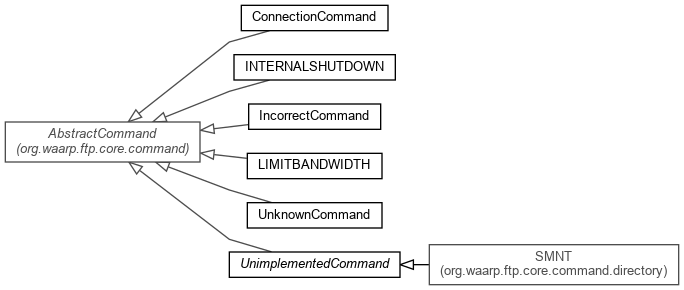 ConnectionCommand
INTERNALSHUTDOWN
IncorrectCommand
AbstractCommand
(org.waarp.ftp.core.command)
LIMITBANDWIDTH
UnknownCommand
UnimplementedCommand
SMNT
(org.waarp.ftp.core.command.directory)